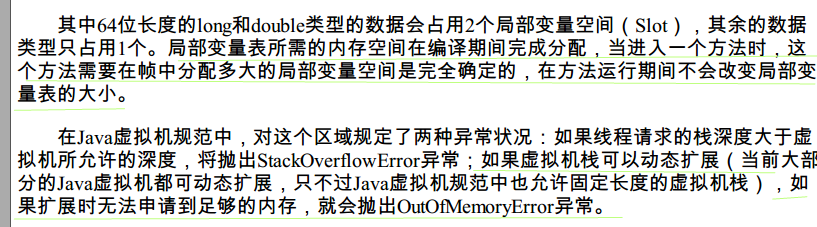 其中64位长度的long和double类型的数据会占用2个局部变量空间（Slot），其余的数据
类型只占用1个。局部变量表所需的内存空间在编译期间完成分配，当进入一个方法时，这
个方法需要在帧中分配多大的局部变量空间是完全确定的，在方法运行期间不会改变局部变
量表的大小。
在Java虚拟机规范中，对这个区域规定了两种异常状况：如果线程请求的栈深度大于虚
拟机所允许的深度，将抛出StackOverflowError异常；如果虚拟机栈可以动态扩展（当前大部
分的Java虚拟机都可动态扩展，只不过Java虚拟机规范中也允许固定长度的虚拟机栈），如
果扩展时无法申请到足够的内存，就会抛出OutOfMemoryError异常。